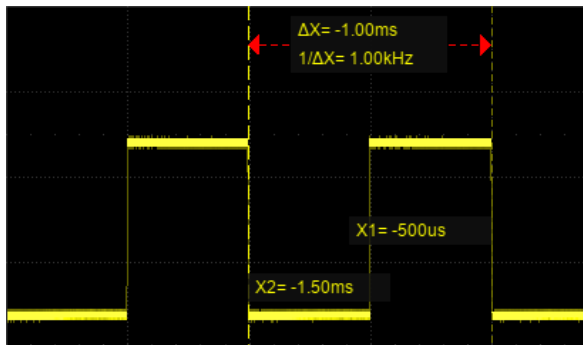 ΔX= -1.00ms
1/ΔX= 1.00kHz
X1= -500us
X2= -1.50ms